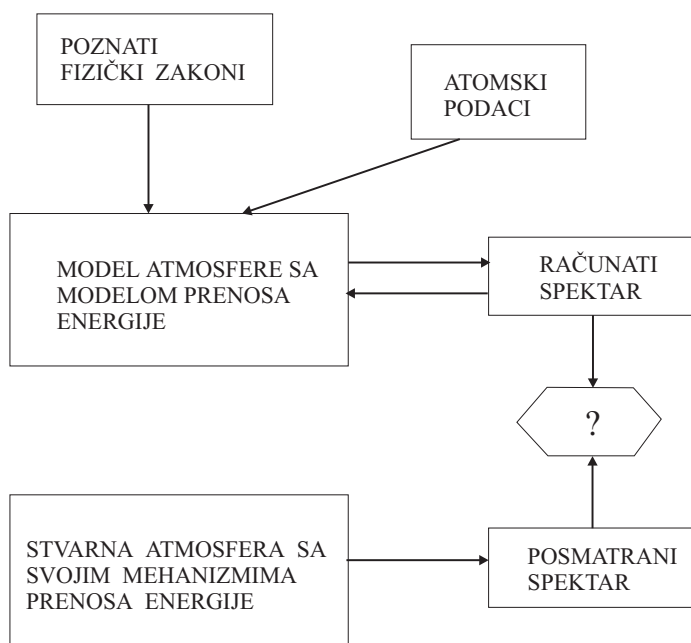 POZNATI
FIZIČKI ZAKONI
ATOMSKI
PODACI
MODEL ATMOSFERE SA
MODELOM PRENOSA
ENERGIJE
RAČUNATI
SPEKTAR
?
STVARNA ATMOSFERA SA
SVOJIM MEHANIZMIMA
PRENOSA ENERGIJE
POSMATRANI
SPEKTAR